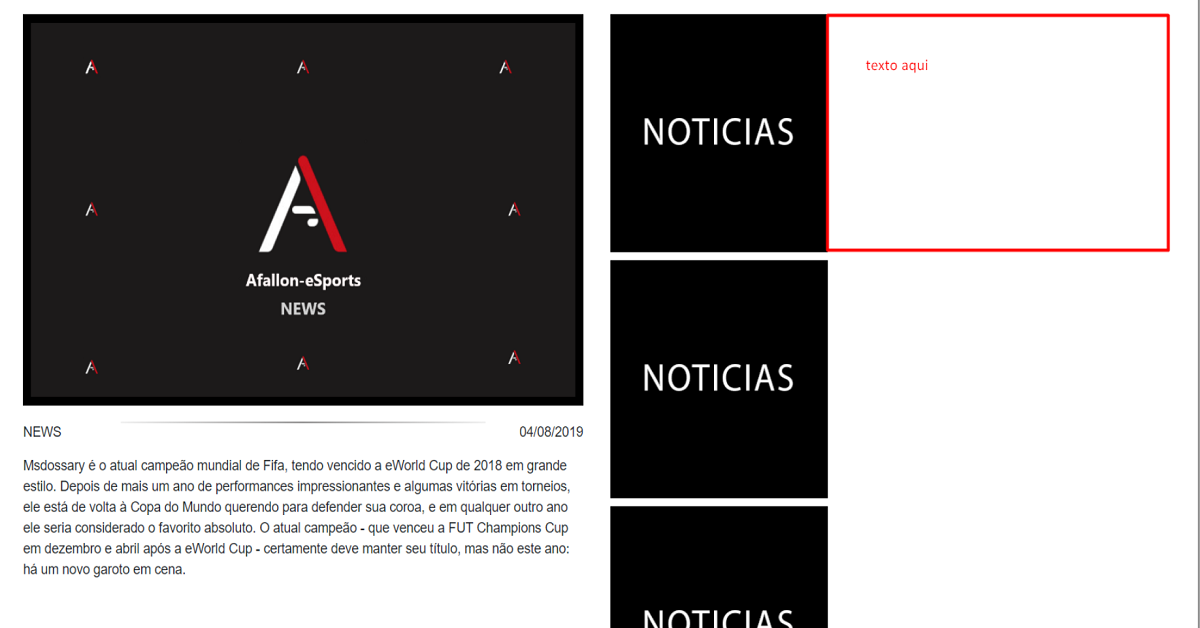 Afallon-eSports
NEWS
NEWS
04/08/2019
Msdossary é o atual campeão mundial de Fifa, tendo vencido a eWorld Cup de 2018 em grande
estilo. Depois de mais um ano de performances impressionantes e algumas vitórias em torneios,
ele está de volta à Copa do Mundo querendo para defender sua coroa, e em qualquer outro ano
ele seria considerado o favorito absoluto. O atual campeão - que venceu a FUT Champions Cup
em dezembro e abril após a eWorld Cup - certamente deve manter seu título, mas não este ano:
há um novo garoto em cena.
NOTICIAS
texto aqui
NOTICIAS
NOTICIAS